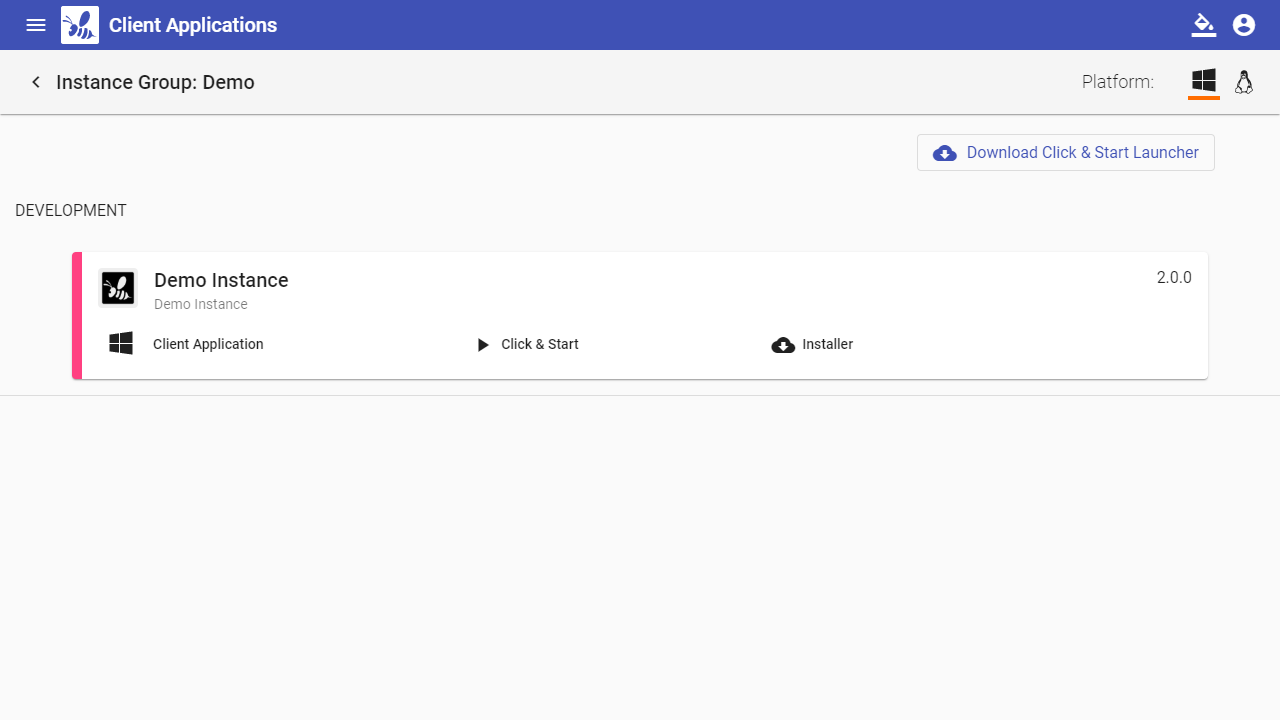 Client Applications
Instance Group: Demo
Platform:
Download Click & Start Launcher
DEVELOPMENT
Demo Instance
2.0.0
Demo Instance
Client Application
Click & Start
Installer